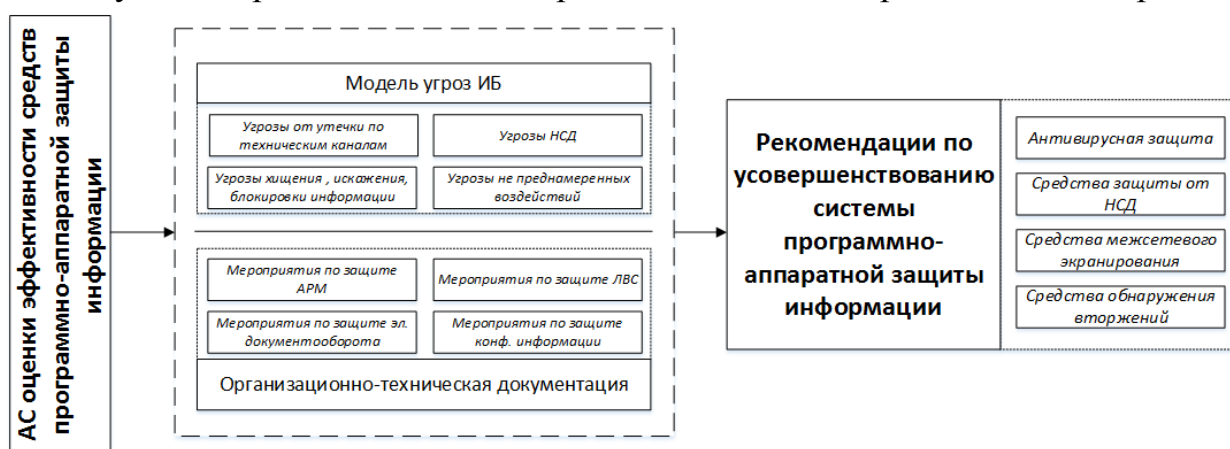 АС оценки эффективности средств
программно-аппаратной защиты
информации
Модель угроз ИБ
Угрозы от утечки по
техническим каналам
Угрозы НСД
Угрозы хищения , искажения,
блокировки информации
Угрозы не преднамеренных
воздействий
Мероприятия по защите
АРМ
Мероприятия по защите ЛВС
Мероприятия по защите эл.
документооборота
Мероприятия по защите
конф. информации
Организационно-техническая документация
Рекомендации по
усовершенствованию
системы
программно-
аппаратной защиты
информации
Антивирусная защита
Средства защиты от
НСД
Средства межсетевого
экранирования
Средства обнаружения
вторжений